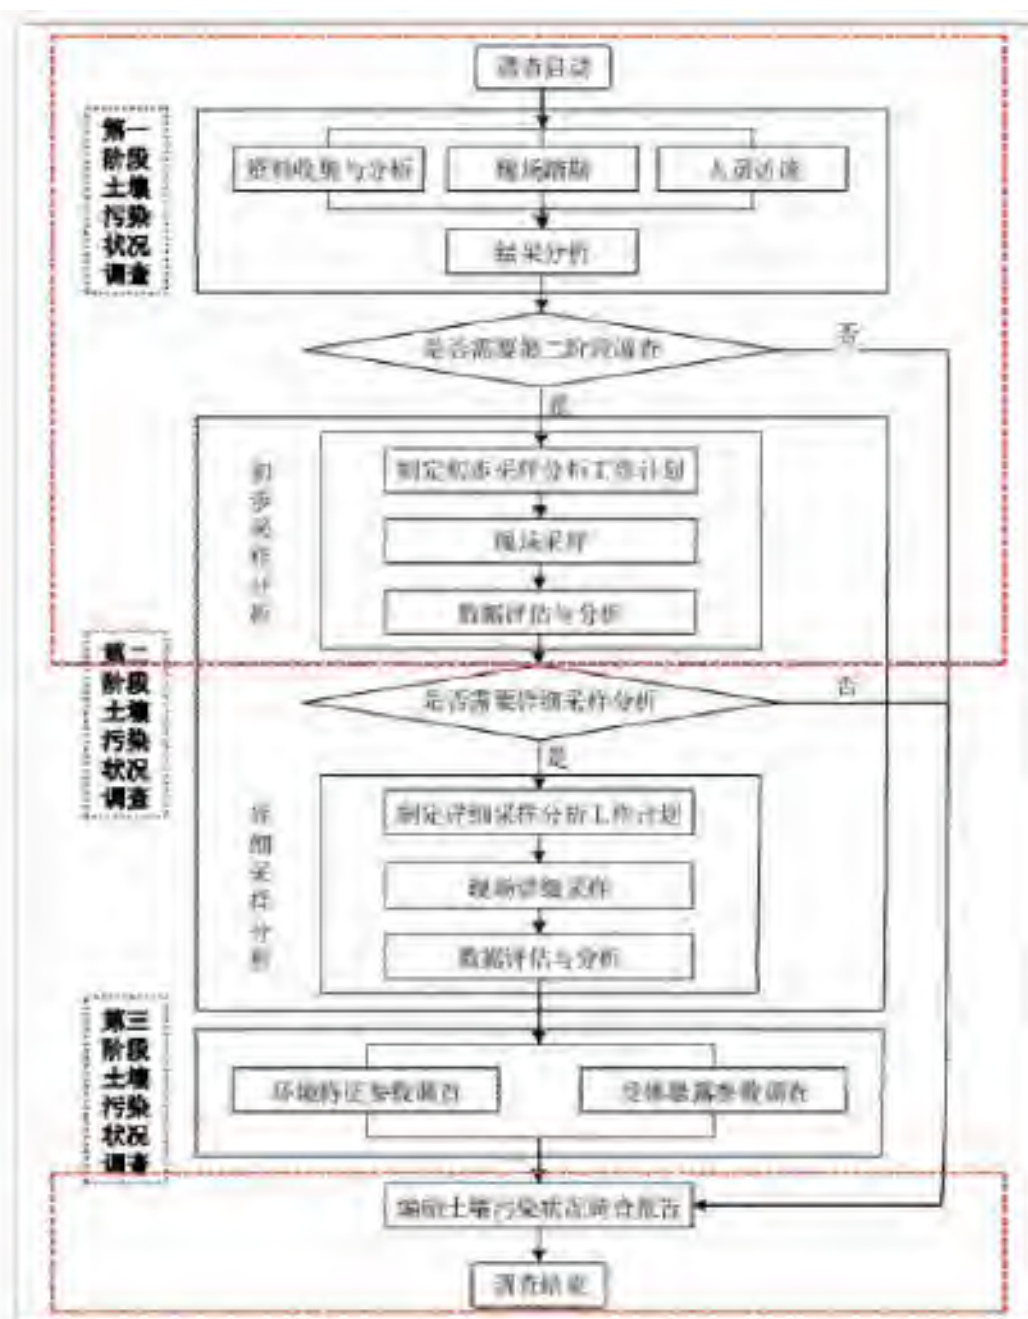 调查启动
第一
阶段
土壤
污染
状况
调查
资料收集与分析
现场踏勘
人员访谈
结果分析
是否需要第二阶段调查
否
是
初步采样分析
制定初步采样分析工作计划
现场采样
数据评估与分析
第二
阶段
土壤
污染
状况
调查
是否需要详细采样分析
否
是
详细采样分析
制定详细采样分析工作计划
现场详细采样
数据评估与分析
第三
阶段
土壤
污染
状况
调查
环境特征参数调查
受体暴露参数调查
编制土壤污染状况调查报告
调查结束